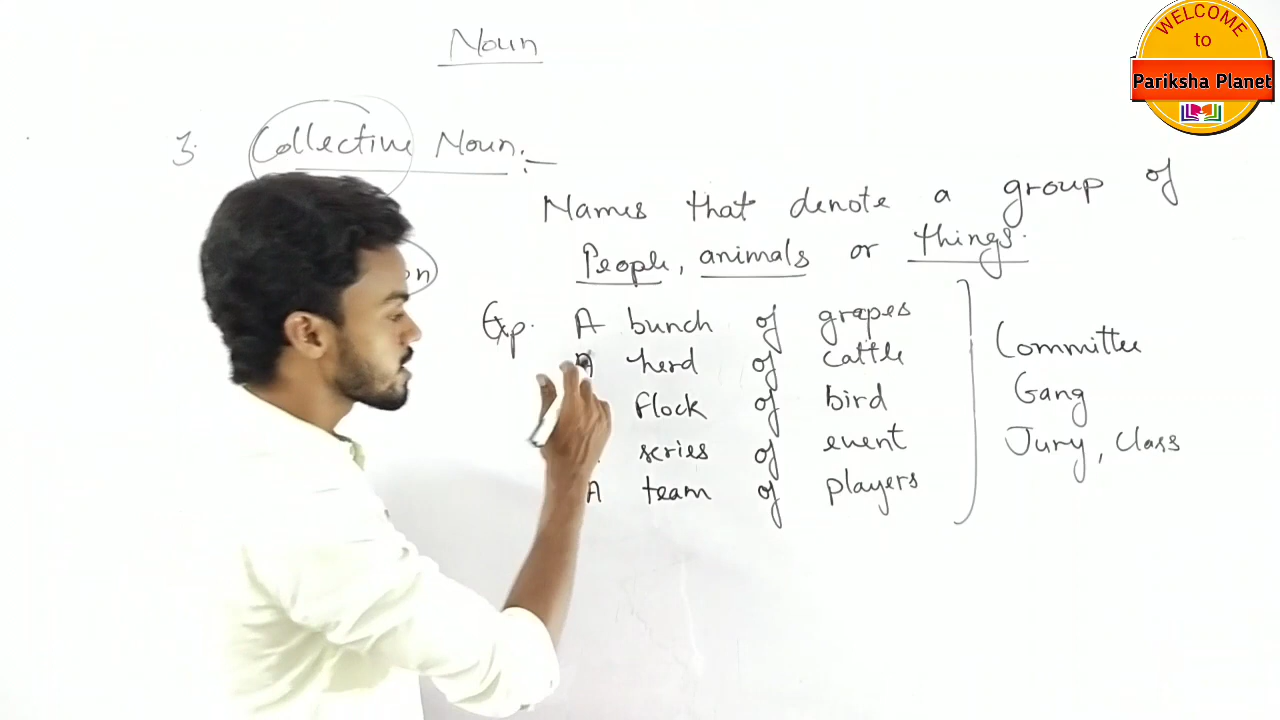 Noun
WELCOME
to
Pariksha Planet
3. Collective Noun:-
Names that denote a group of
People, animals or things.
on
Exp. A bunch of grapes
A herd of cattle
Flock of bird
series of event
A team of players
Committee
Gang
Jury, Class